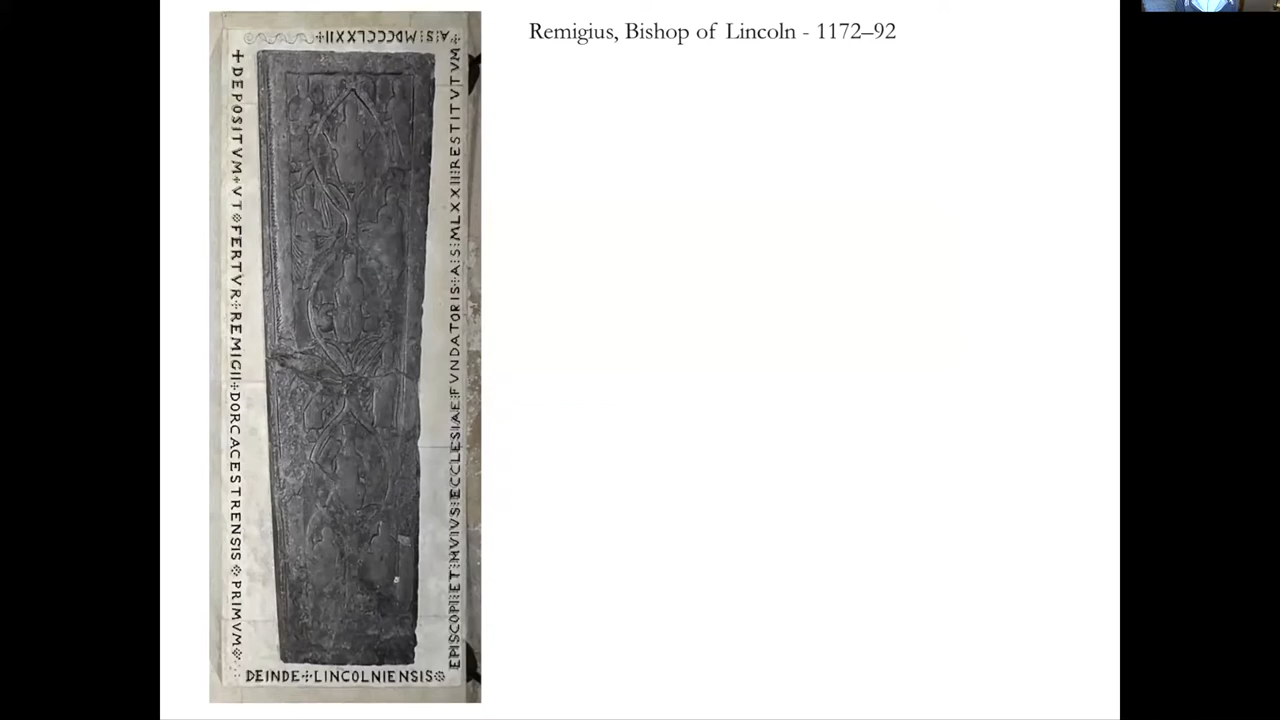 Remigius, Bishop of Lincoln - 1172–92
+DEPOSITVM+VT※FERTVR+REMIGII+DORCACESTRENSIS※PRIMVM※
DEINDE+LINCOLNIENSIS※
EPISCOPI⁝ET⁝HVIVS⁝ECCLESIAE⁝FVNDATORIS⁝A⁝S⁝MLXXII⁝RESTITVTVM
+A⁝S⁝MDCCCLXXII+